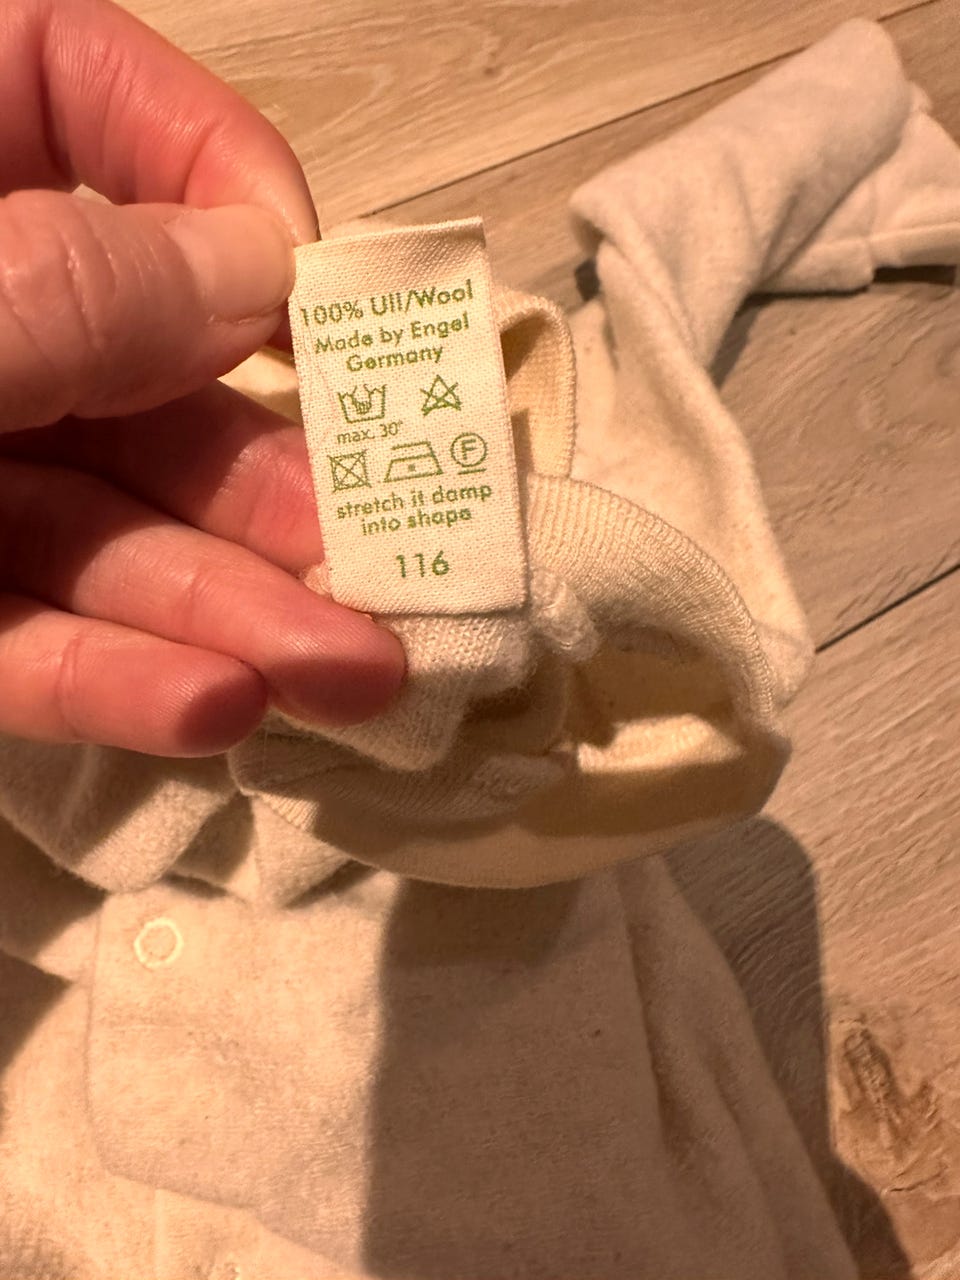 100% Ull/Wool
Made by Engel
Germany
max. 30°
F
stretch it damp
into shape
116